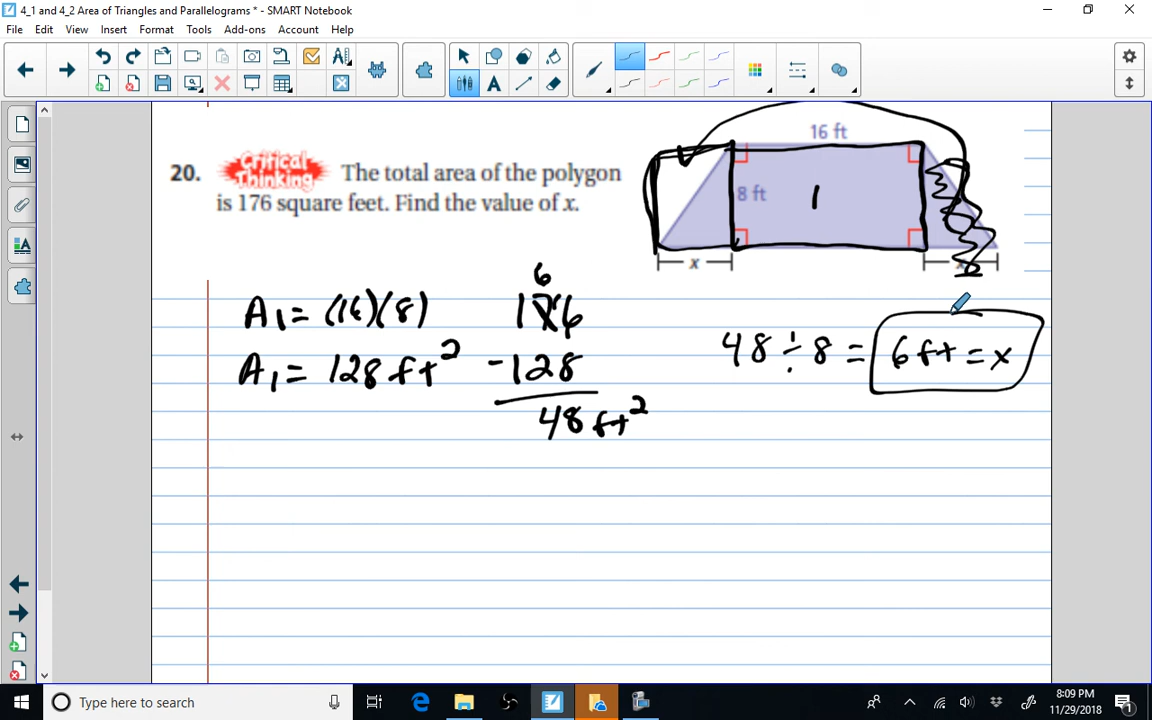 4_1 and 4_2 Area of Triangles and Parallelograms * - SMART Notebook
File Edit View Insert Format Tools Add-ons Account Help
20. Critical Thinking The total area of the polygon
is 176 square feet. Find the value of x.
16 ft
8 ft
1
x
x
A1 = (16)(8)
A1 = 128 ft2
6
176
-128
48 ft2
48 ÷ 8 = 6 ft = x
Type here to search
8:09 PM
11/29/2018
1